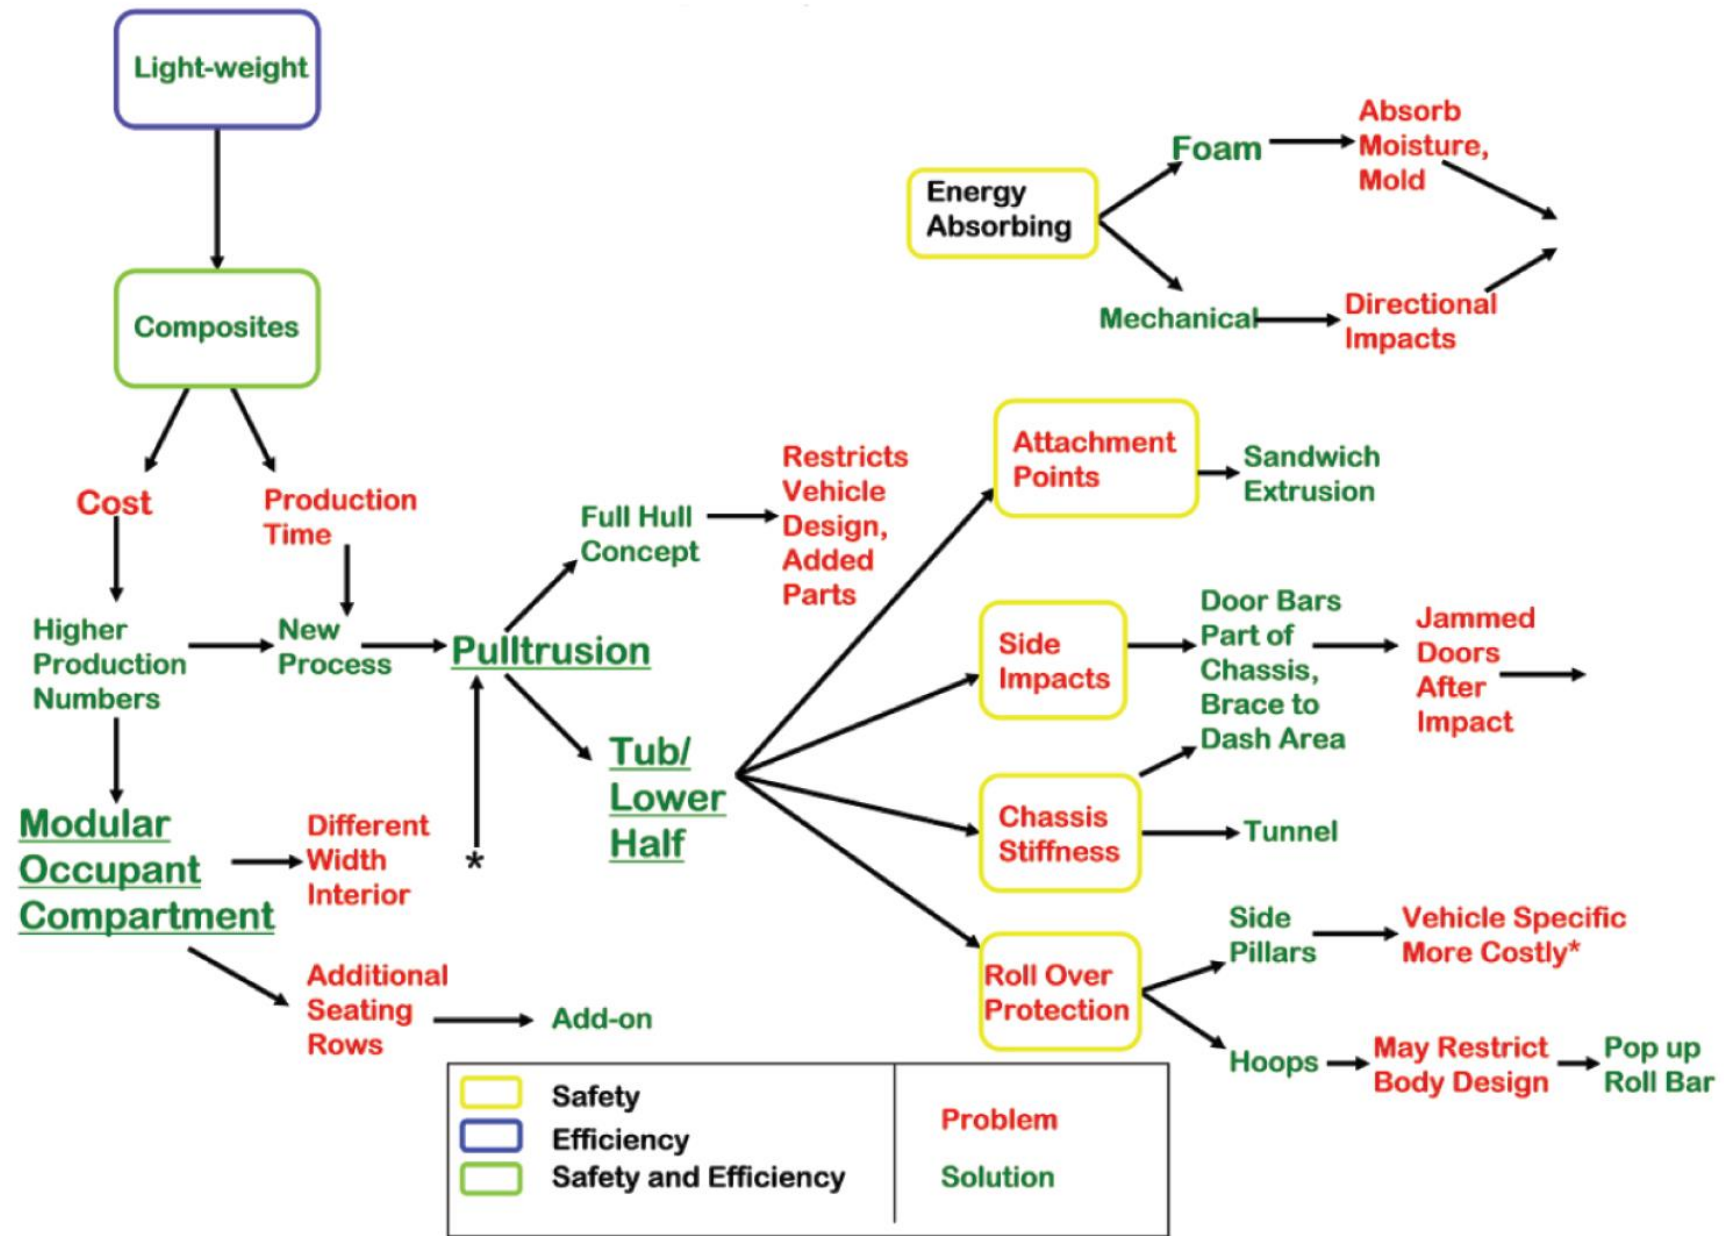 Light-weight
Composites
Cost
Production
Time
Higher
Production
Numbers
New
Process
Pulltrusion
Full Hull
Concept
Restricts
Vehicle
Design,
Added
Parts
Tub/
Lower
Half
Modular
Occupant
Compartment
Different
Width
Interior
*
Additional
Seating
Rows
Add-on
Energy
Absorbing
Foam
Absorb
Moisture,
Mold
Mechanical
Directional
Impacts
Attachment
Points
Sandwich
Extrusion
Side
Impacts
Door Bars
Part of
Chassis,
Brace to
Dash Area
Jammed
Doors
After
Impact
Chassis
Stiffness
Tunnel
Roll Over
Protection
Side
Pillars
Vehicle Specific
More Costly*
Hoops
May Restrict
Body Design
Pop up
Roll Bar
Safety
Efficiency
Safety and Efficiency
Problem
Solution